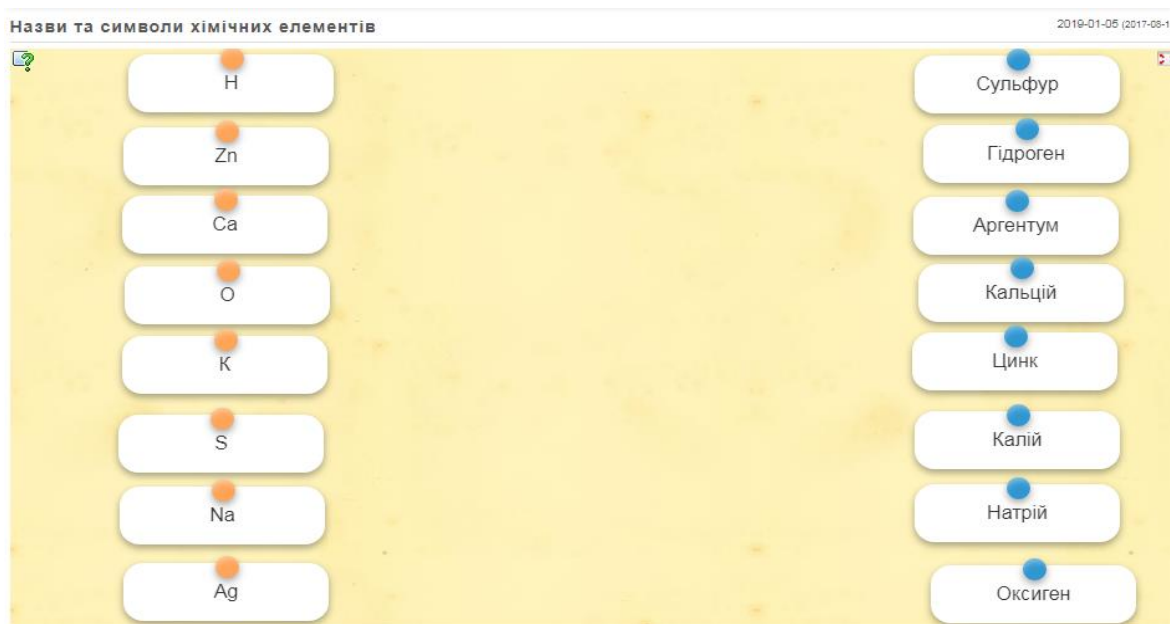 Назви та символи хімічних елементів
2019-01-05 (2017-08-1
H
Сульфур
Zn
Гідроген
Ca
Аргентум
O
Кальцій
K
Цинк
S
Калій
Na
Натрій
Ag
Оксиген